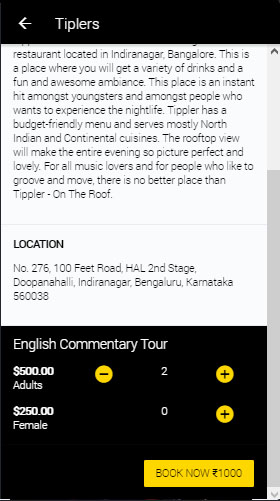 Tiplers
restaurant located in Indiranagar, Bangalore. This is
a place where you will get a variety of drinks and a
fun and awesome ambiance. This place is an instant
hit amongst youngsters and amongst people who
wants to experience the nightlife. Tippler has a
budget-friendly menu and serves mostly North
Indian and Continental cuisines. The rooftop view
will make the entire evening so picture perfect and
lovely. For all music lovers and for people who like to
groove and move, there is no better place than
Tippler - On The Roof.
LOCATION
No. 276, 100 Feet Road, HAL 2nd Stage,
Doopanahalli, Indiranagar, Bengaluru, Karnataka
560038
English Commentary Tour
$500.00 2
Adults
$250.00 0
Female
BOOK NOW ₹1000